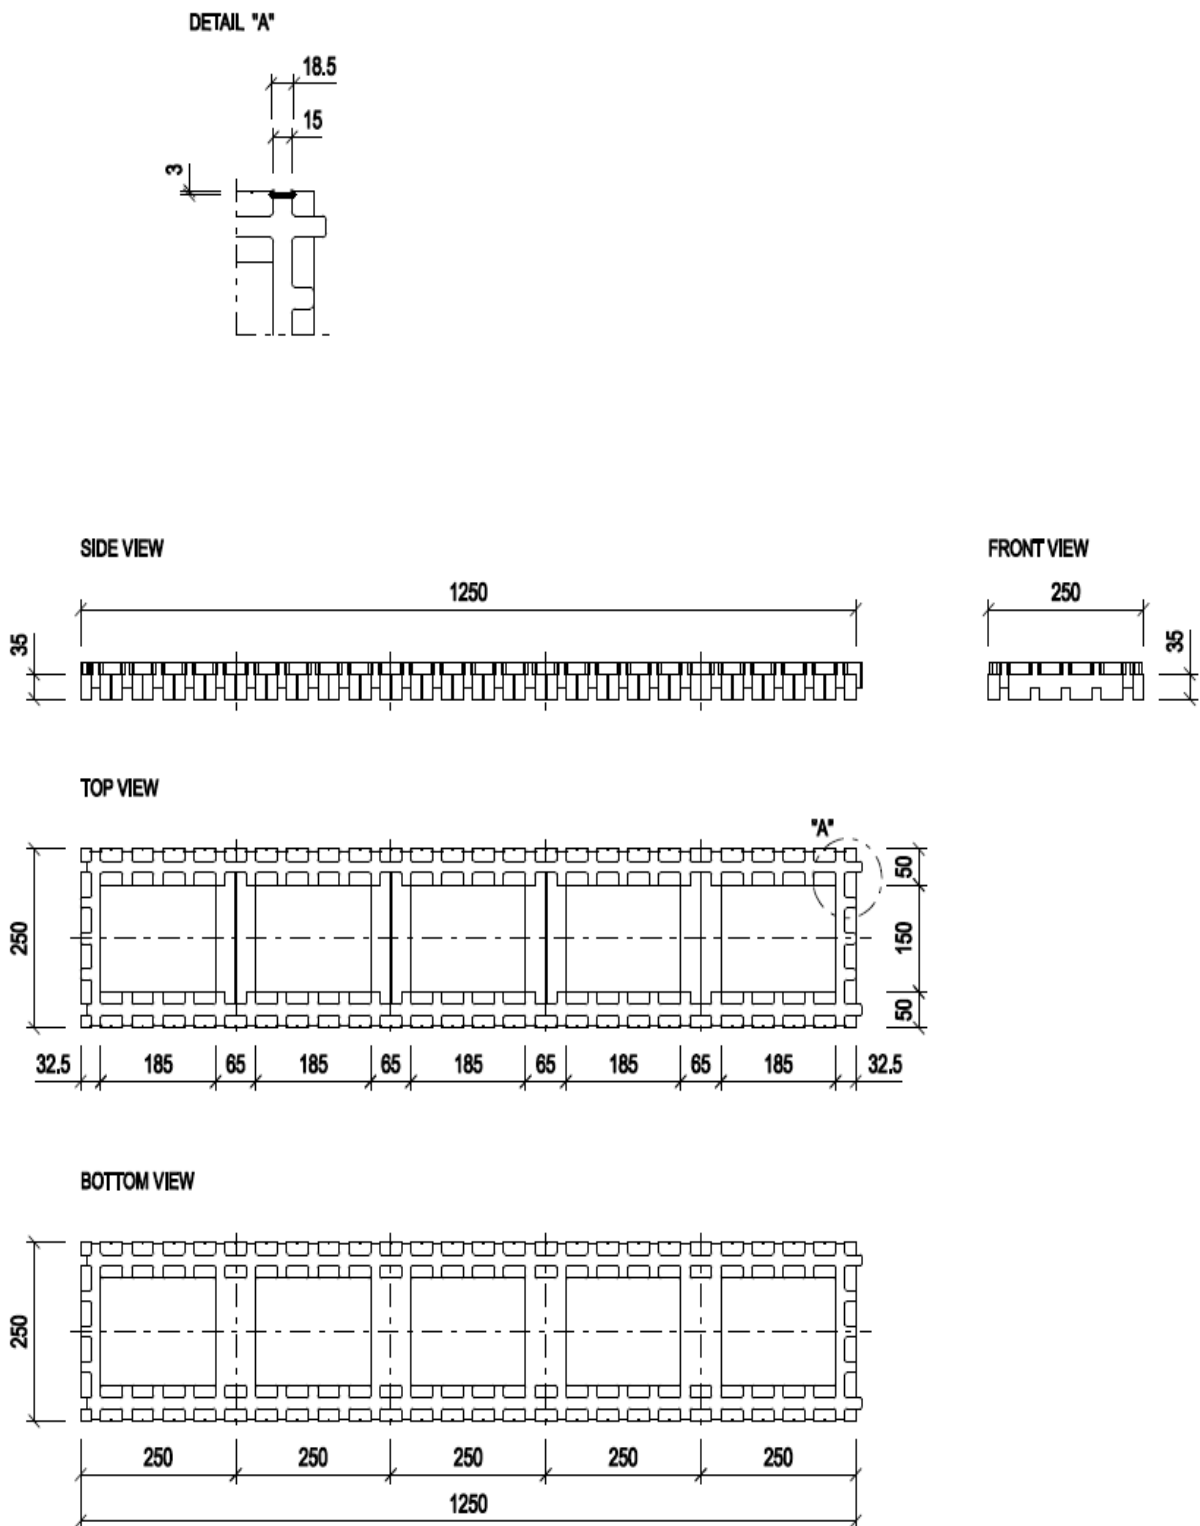 DETAIL "A"
18.5
15
3
SIDE VIEW
FRONT VIEW
1250
250
35
35
TOP VIEW
"A"
50
250
150
50
32.5 185 65 185 65 185 65 185 65 185 32.5
BOTTOM VIEW
250
250 250 250 250 250
1250